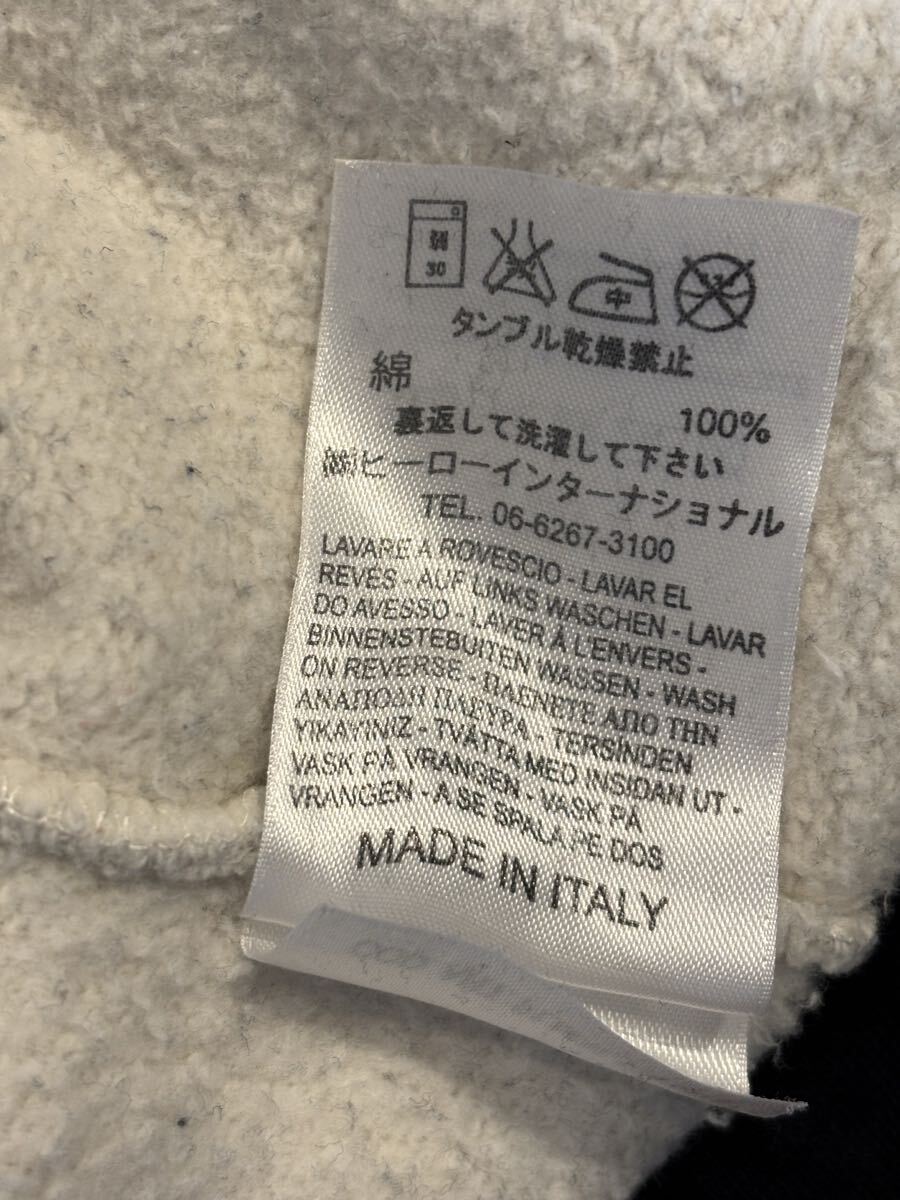 弱
30
中
タンブル乾燥禁止
綿 100%
裏返して洗濯して下さい
㈱ヒーローインターナショナル
TEL. 06-6267-3100
LAVARE A ROVESCIO - LAVAR EL
REVES - AUF LINKS WASCHEN - LAVAR
DO AVESSO - LAVER À L'ENVERS -
BINNENSTEBUITEN WASSEN - WASH
ON REVERSE - ΠΛΕΝΕΤΕ ΑΠΟ ΤΗΝ
ΑΝΑΠΟΔΗ ΠΛΕΥΡΑ - TERSINDEN
YIKAYINIZ - TVÄTTA MED INSIDAN UT -
VASK PÅ VRANGEN - VASK PÅ
VRANGEN - A SE SPALA PE DOS
MADE IN ITALY